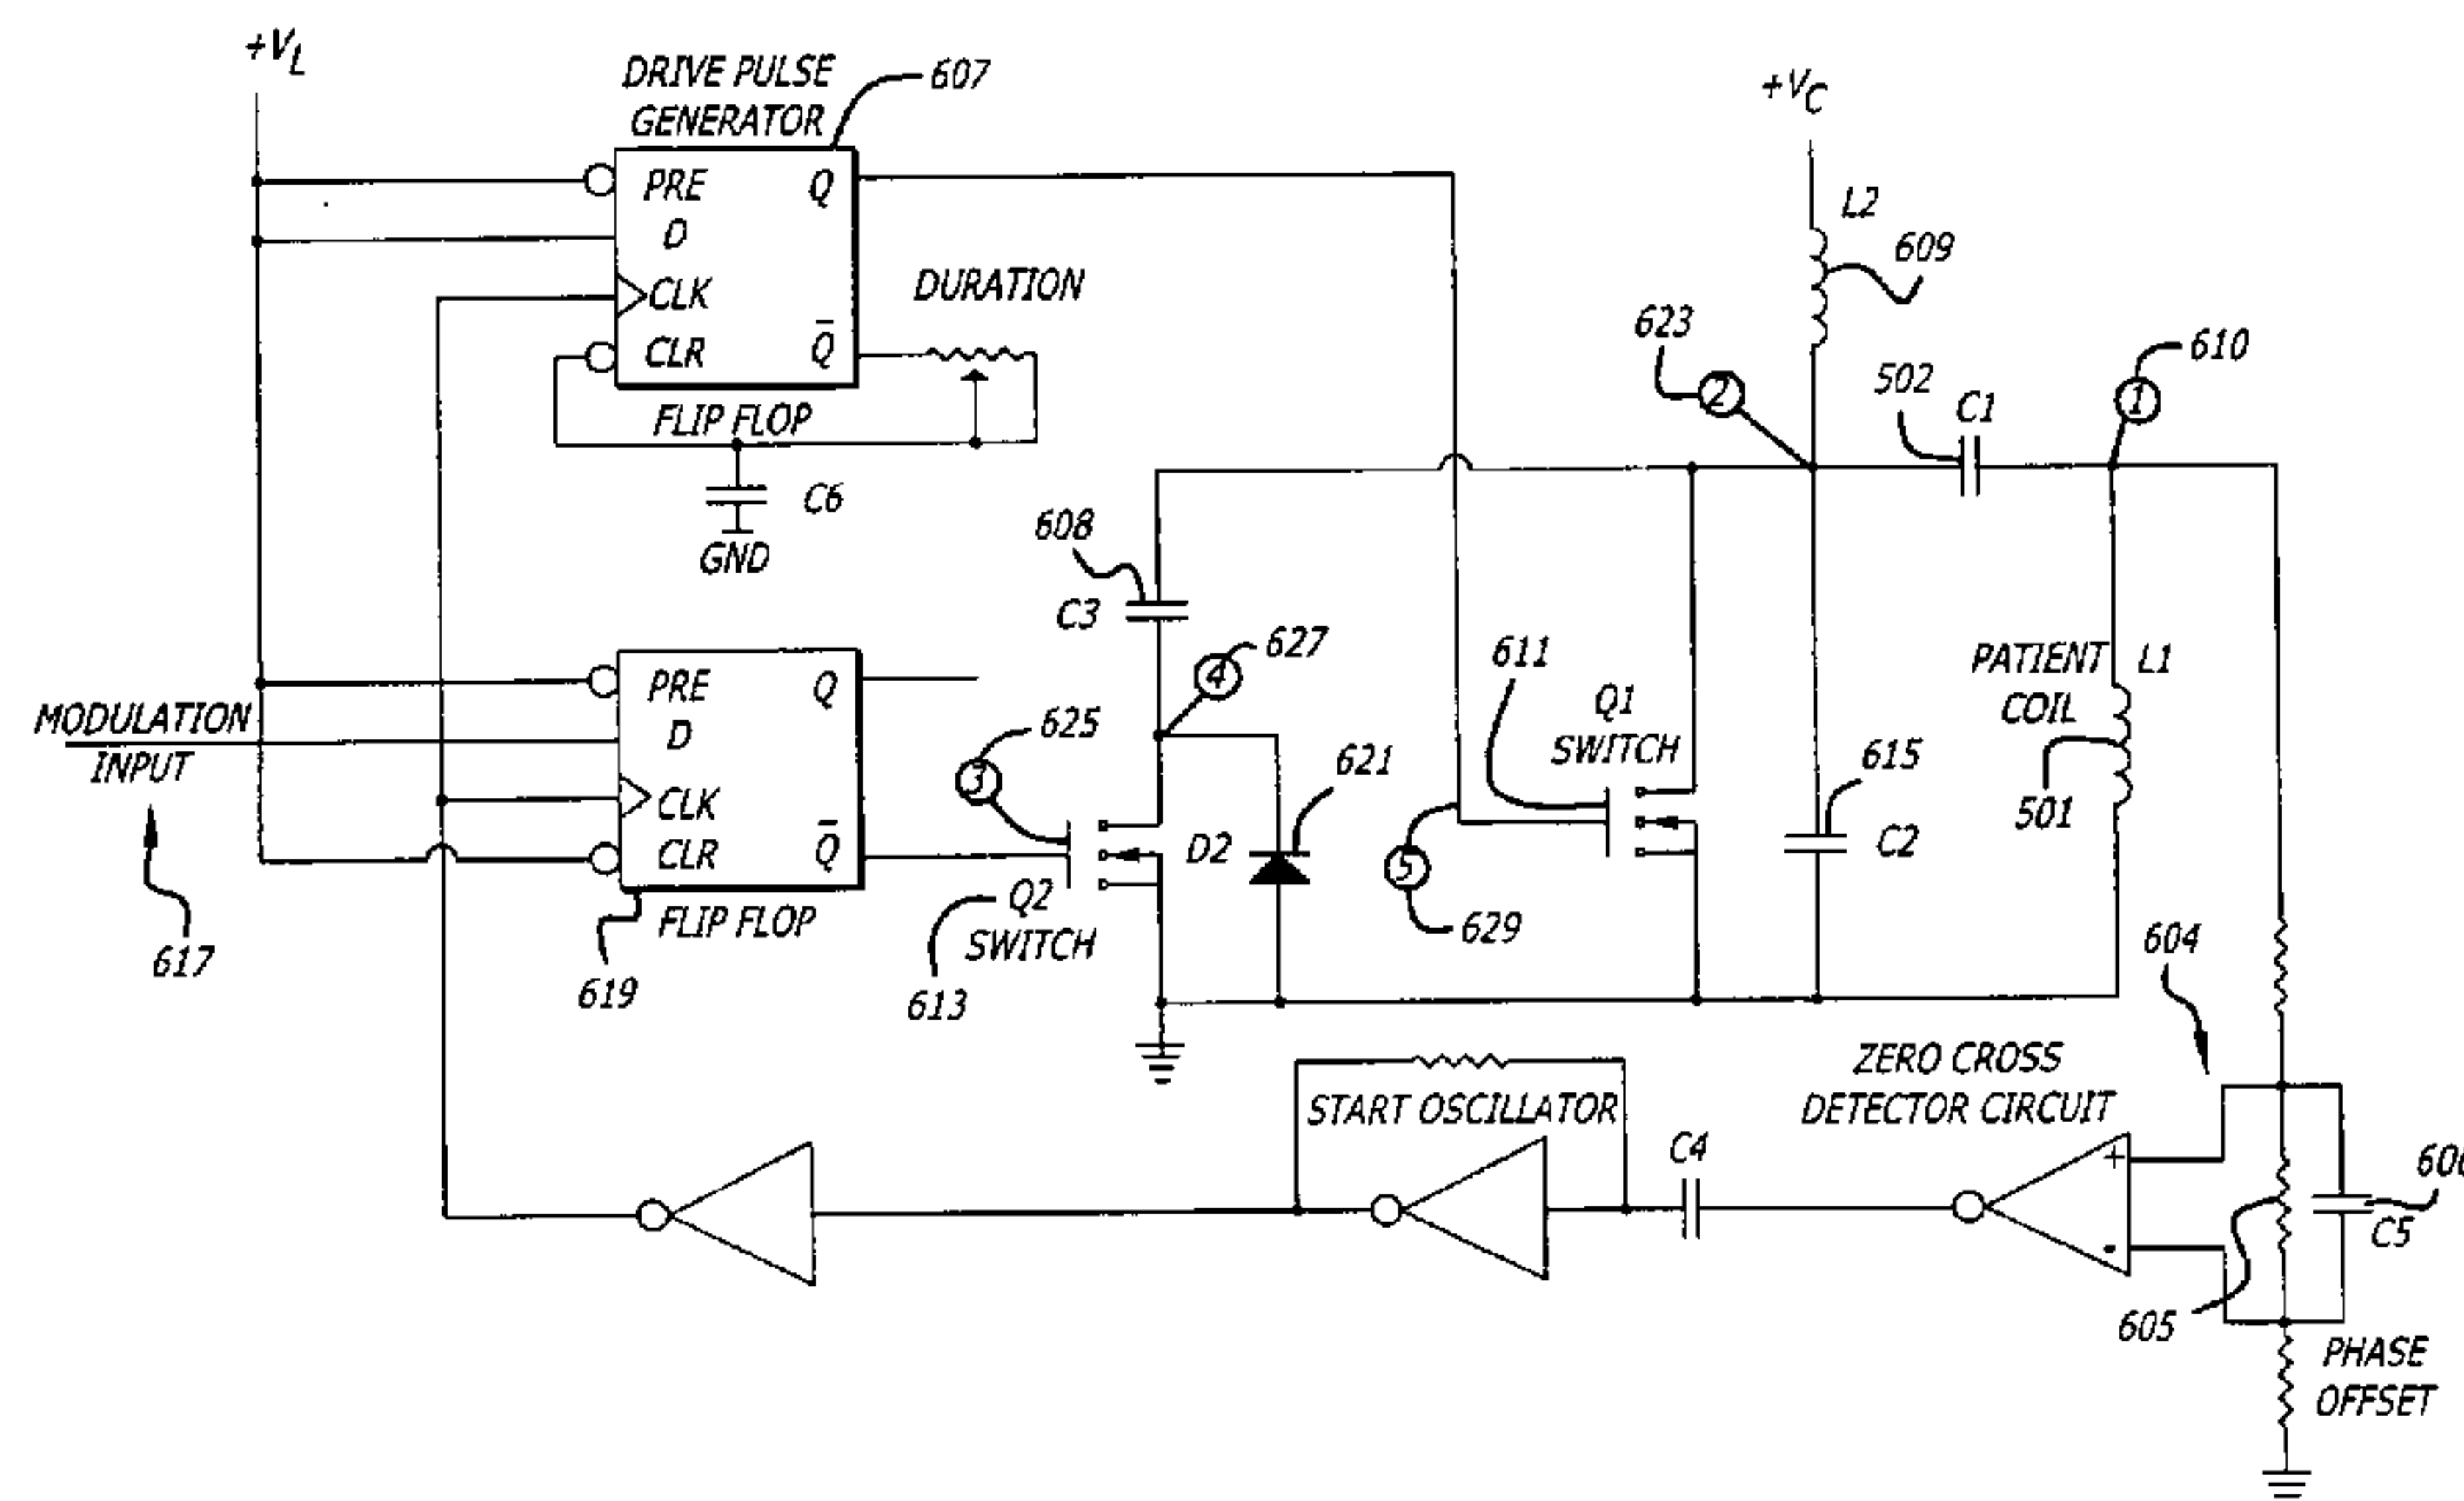 +VL
DRIVE PULSE
GENERATOR
607
PRE
D
CLK
CLR
Q
Q̅
FLIP FLOP
DURATION
C6
GND
+VC
L2
609
623
2
502
C1
1
610
608
C3
4
627
611
Q1
SWITCH
PATIENT
COIL
L1
501
615
C2
MODULATION
INPUT
617
PRE
D
CLK
CLR
Q
Q̅
FLIP FLOP
619
3
625
Q2
SWITCH
613
D2
621
5
629
604
ZERO CROSS
DETECTOR CIRCUIT
START OSCILLATOR
C4
+
-
C5
605
PHASE
OFFSET